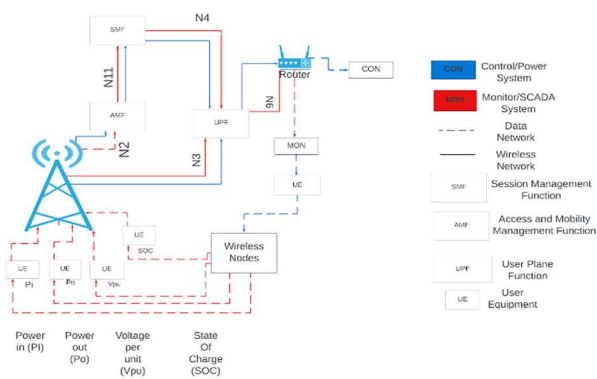 SMF
N4
N11
Router
CON
AMF
UPF
N6
N2
N3
MON
UE
UE
SOC
Wireless
Nodes
UE
Pi
UE
Po
UE
Vpu
Power
in (PI)
Power
out
(Po)
Voltage
per
unit
(Vpu)
State
Of
Charge
(SOC)
CON
Control/Power
System
MON
Monitor/SCADA
System
Data
Network
Wireless
Network
SMF
Session Management
Function
AMF
Access and Mobility
Management Function
UPF
User Plane
Function
UE
User
Equipment